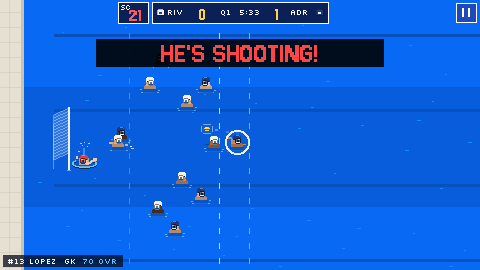 SC
21
RIV 0 Q1 5:33 1 ADR
HE'S SHOOTING!
#13 LOPEZ GK 70 OVR